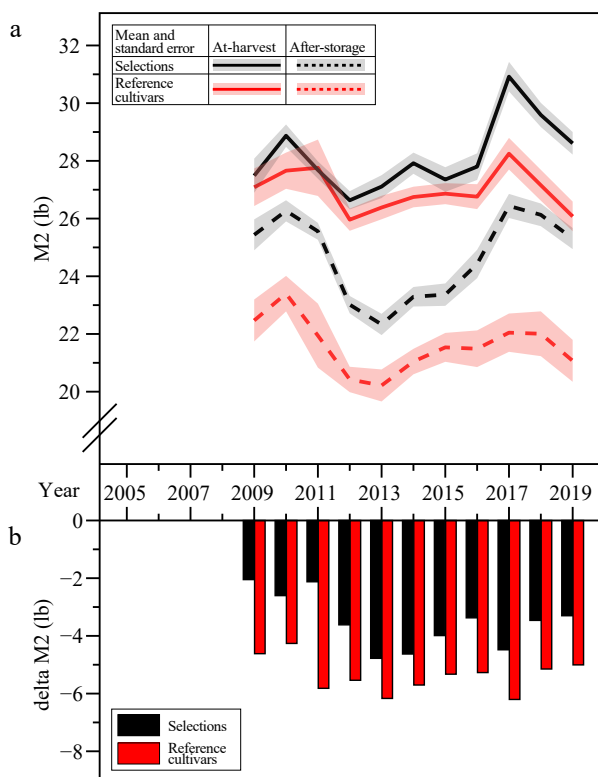 a
Mean and
standard error
At-harvest
After-storage
Selections
Reference
cultivars
M2 (lb)
32
30
28
26
24
22
20
Year
2005
2007
2009
2011
2013
2015
2017
2019
b
delta M2 (lb)
0
−2
−4
−6
−8
Selections
Reference
cultivars